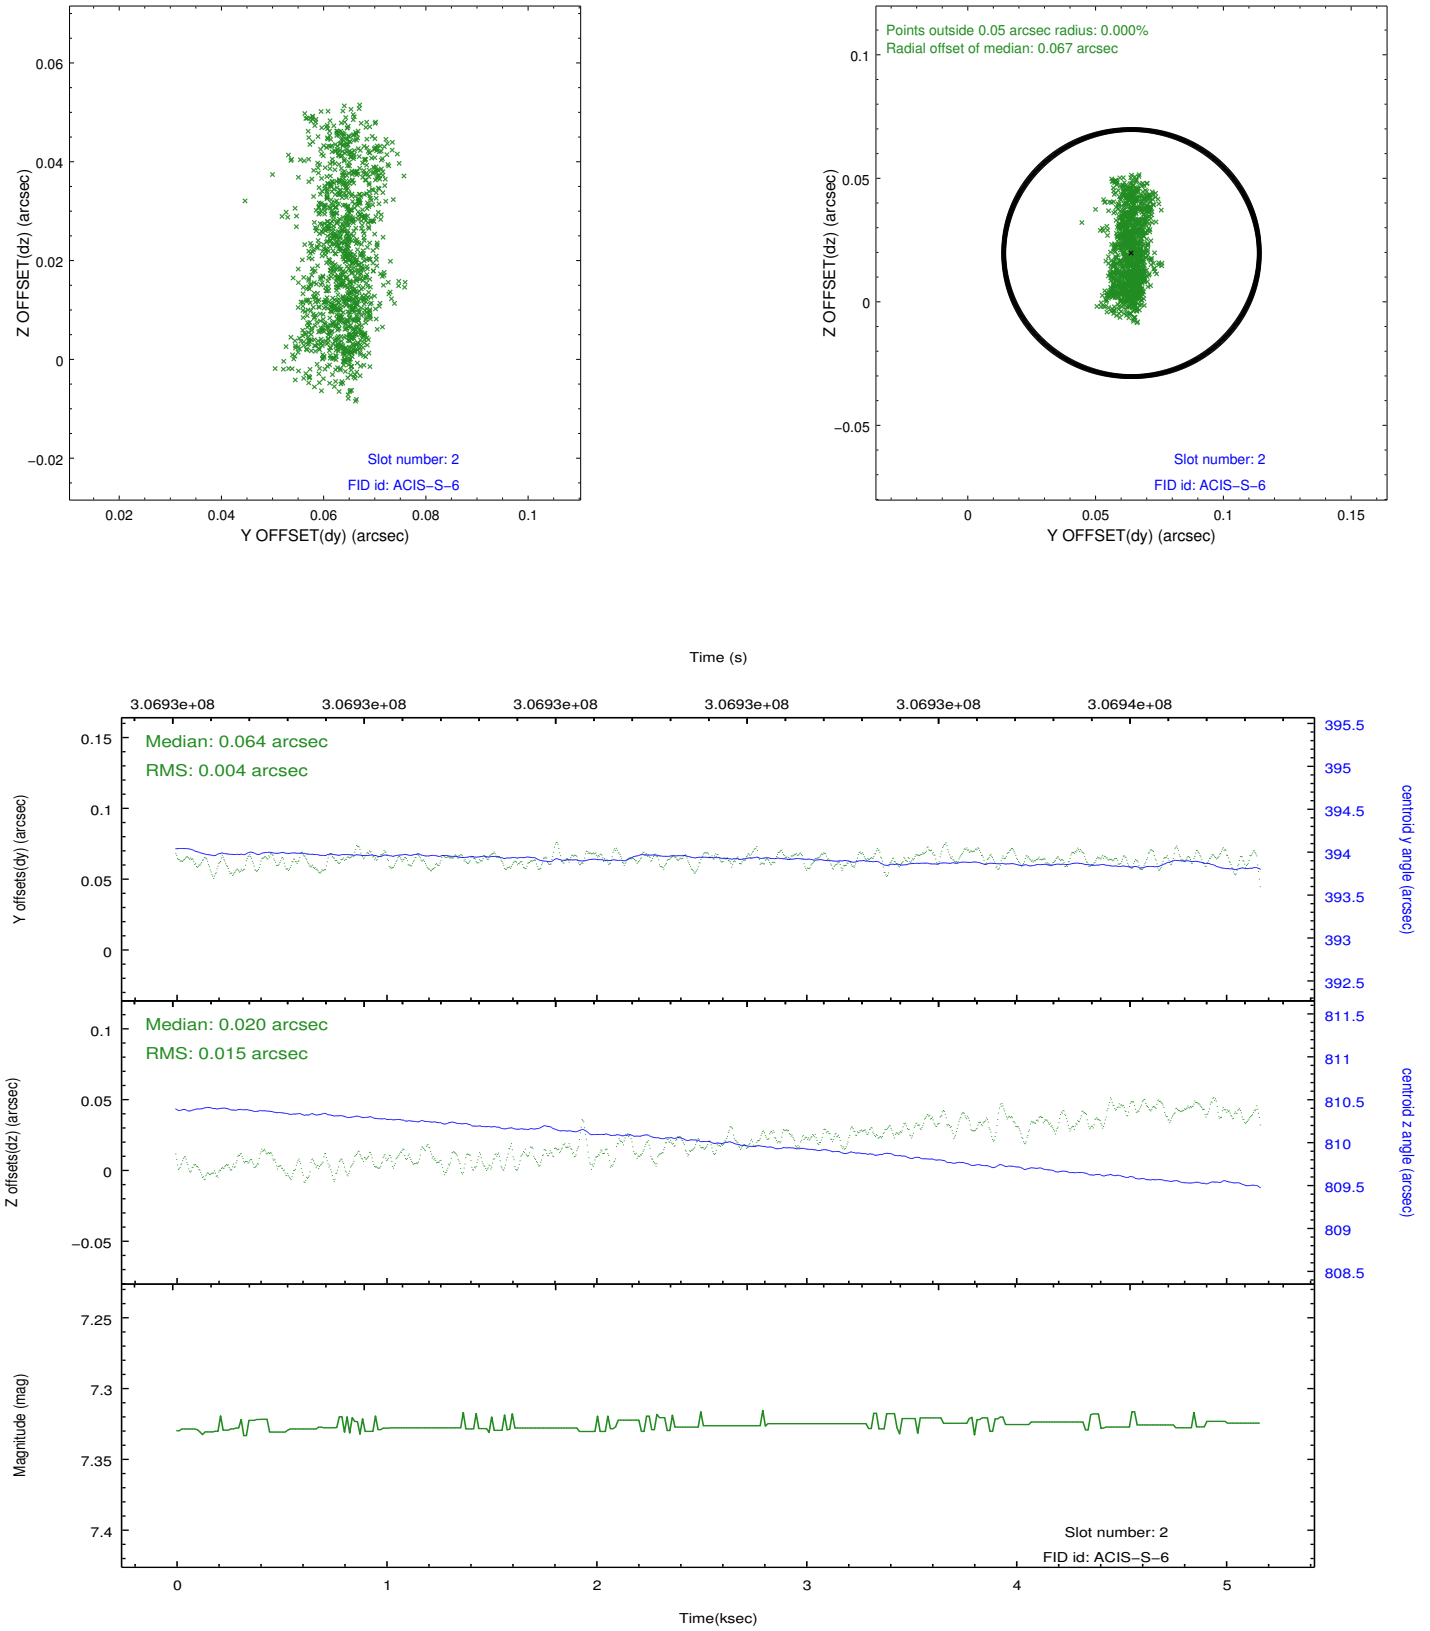 0.06
0.04
0.02
0
−0.02
Z OFFSET(dz) (arcsec)
Slot number: 2
FID id: ACIS−S−6
0.02
0.04
0.06
0.08
0.1
Y OFFSET(dy) (arcsec)
Points outside 0.05 arcsec radius: 0.000%
Radial offset of median: 0.067 arcsec
0.1
0.05
0
−0.05
Z OFFSET(dz) (arcsec)
Slot number: 2
FID id: ACIS−S−6
0
0.05
0.1
0.15
Y OFFSET(dy) (arcsec)
Time (s)
3.0693e+08
3.0693e+08
3.0693e+08
3.0693e+08
3.0693e+08
3.0694e+08
Median: 0.064 arcsec
RMS: 0.004 arcsec
0.15
0.1
0.05
0
Y offsets(dy) (arcsec)
395.5
395
394.5
394
393.5
393
392.5
centroid y angle (arcsec)
Median: 0.020 arcsec
RMS: 0.015 arcsec
0.1
0.05
0
−0.05
Z offsets(dz) (arcsec)
811.5
811
810.5
810
809.5
809
808.5
centroid z angle (arcsec)
7.25
7.3
7.35
7.4
Magnitude (mag)
Slot number: 2
FID id: ACIS−S−6
0
1
2
3
4
5
Time(ksec)